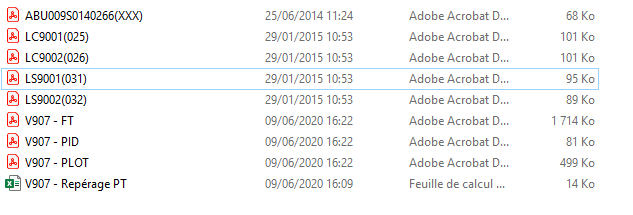 ABU009S0140266(XXX) 25/06/2014 11:24 Adobe Acrobat D... 68 Ko
LC9001(025) 29/01/2015 10:53 Adobe Acrobat D... 101 Ko
LC9002(026) 29/01/2015 10:53 Adobe Acrobat D... 101 Ko
LS9001(031) 29/01/2015 10:53 Adobe Acrobat D... 95 Ko
LS9002(032) 29/01/2015 10:53 Adobe Acrobat D... 89 Ko
V907 - FT 09/06/2020 16:22 Adobe Acrobat D... 1 714 Ko
V907 - PID 09/06/2020 16:22 Adobe Acrobat D... 81 Ko
V907 - PLOT 09/06/2020 16:22 Adobe Acrobat D... 499 Ko
V907 - Repérage PT 09/06/2020 16:09 Feuille de calcul ... 14 Ko